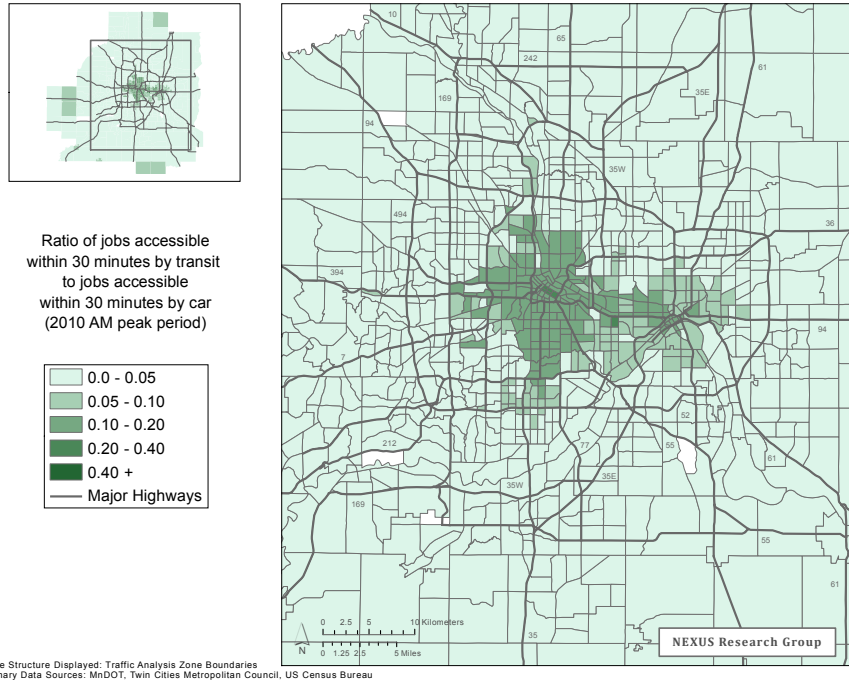 Ratio of jobs accessible
within 30 minutes by transit
to jobs accessible
within 30 minutes by car
(2010 AM peak period)
0.0 - 0.05
0.05 - 0.10
0.10 - 0.20
0.20 - 0.40
0.40 +
Major Highways
10
65
61
242
35E
169
94
35W
494
36
394
94
7
52
212
77
55
61
35W
35E
169
55
61
35
0 2.5 5 10 Kilometers
0 1.25 2.5 5 Miles
N
NEXUS Research Group
e Structure Displayed: Traffic Analysis Zone Boundaries
nary Data Sources: MnDOT, Twin Cities Metropolitan Council, US Census Bureau